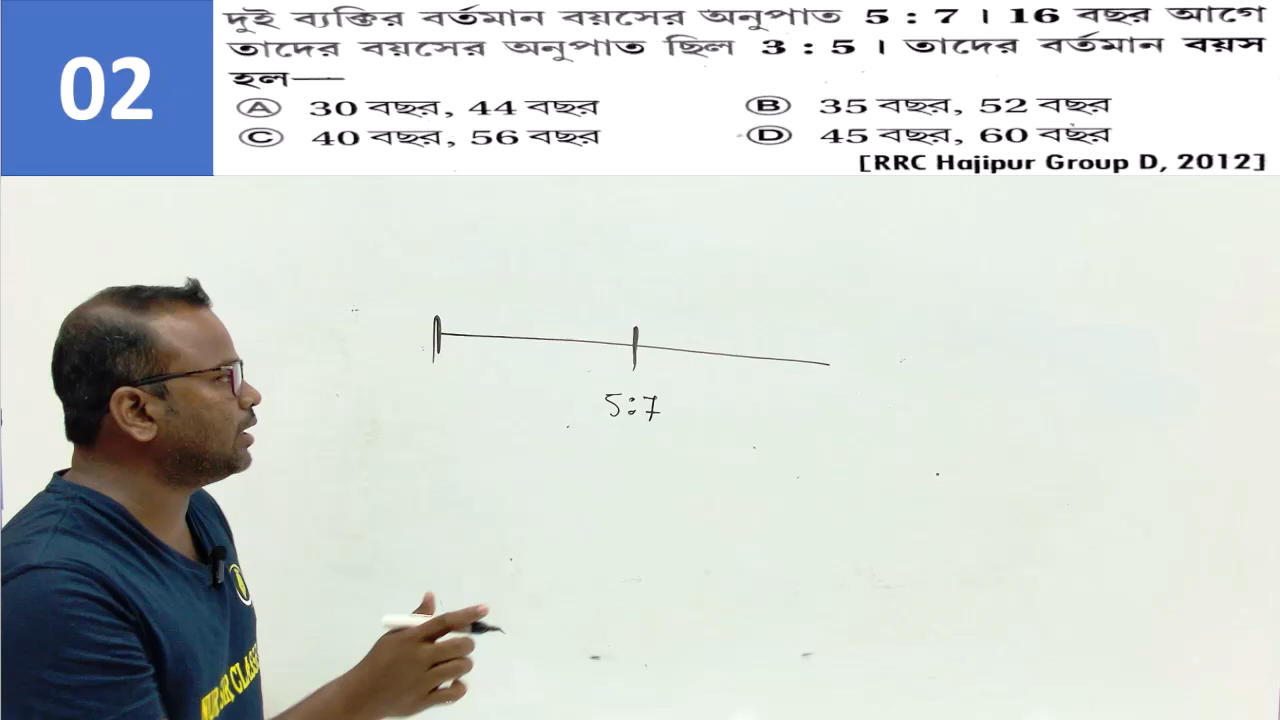 02
দুই ব্যক্তির বর্তমান বয়সের অনুপাত 5 : 7 । 16 বছর আগে
তাদের বয়সের অনুপাত ছিল 3 : 5 । তাদের বর্তমান বয়স
হল—
Ⓐ 30 বছর, 44 বছর Ⓑ 35 বছর, 52 বছর
Ⓒ 40 বছর, 56 বছর Ⓓ 45 বছর, 60 বছর
[RRC Hajipur Group D, 2012]
5:7